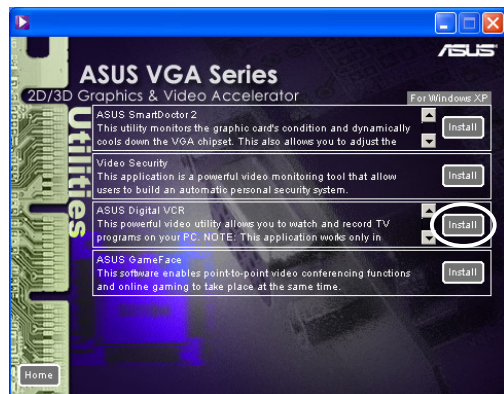 /ISUS
ASUS VGA Series
2D/3D Graphics & Video Accelerator
For Windows XP
Utilities
ASUS SmartDoctor 2
This utility monitors the graphic card's condition and dynamically
cools down the VGA chipset. This also allows you to adjust the
Install
Video Security
This application is a powerful video monitoring tool that allow
users to build an automatic personal security system.
Install
ASUS Digital VCR
This powerful video utility allows you to watch and record TV
programs on your PC. NOTE: This application works only in
Install
ASUS GameFace
This software enables point-to-point video conferencing functions
and online gaming to take place at the same time.
Install
Home